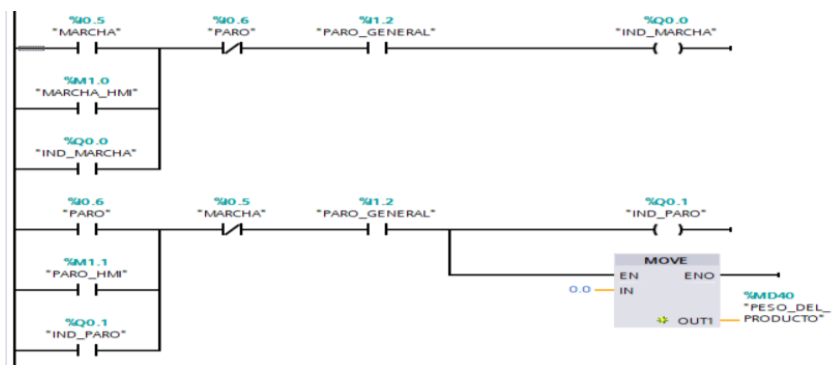 %I0.5 %I0.6 %I1.2 %Q0.0
"MARCHA" "PARO" "PARO_GENERAL" "IND_MARCHA"
%M1.0
"MARCHA_HMI"
%Q0.0
"IND_MARCHA"
%I0.6 %I0.5 %I1.2 %Q0.1
"PARO" "MARCHA" "PARO_GENERAL" "IND_PARO"
MOVE
%M1.1
"PARO_HMI"
EN ENO
0.0 IN
%MD40
"PESO_DEL_
OUT1 PRODUCTO"
%Q0.1
"IND_PARO"